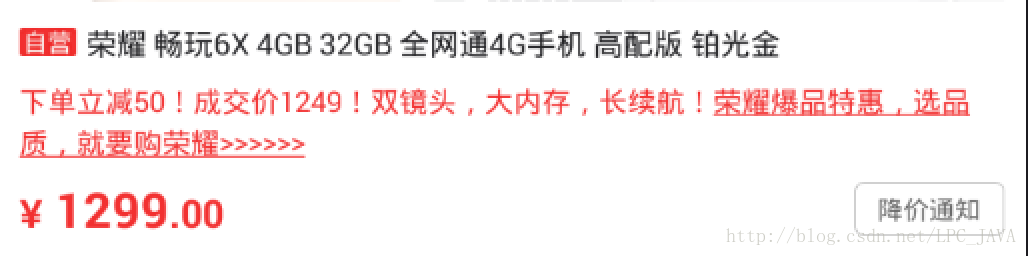 自营 荣耀 畅玩6X 4GB 32GB 全网通4G手机 高配版 铂光金
下单立减50！成交价1249！双镜头，大内存，长续航！荣耀爆品特惠，选品
质，就要购荣耀>>>>>>
¥ 1299.00
降价通知
http://blog.csdn.net/LPC_JAVA